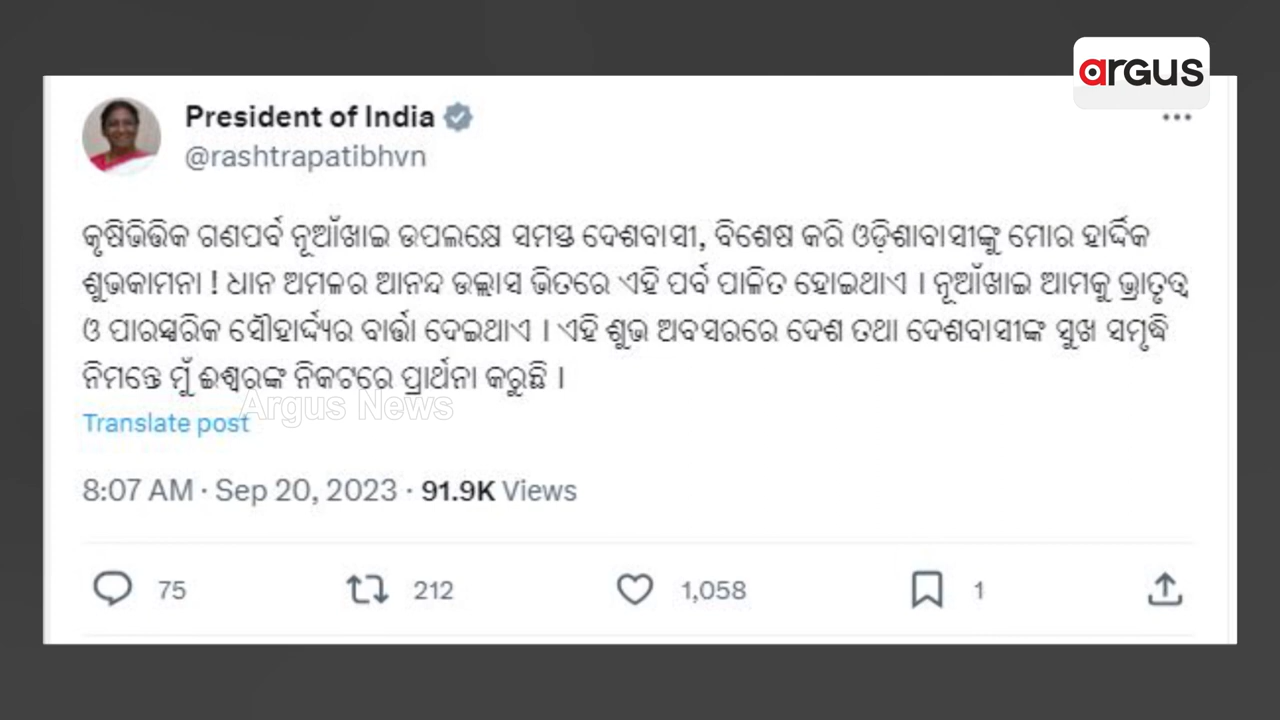 argus
President of India
@rashtrapatibhvn
କୃଷିଭିତ୍ତିକ ଗଣପର୍ବ ନୂଆଁଖାଇ ଉପଲକ୍ଷେ ସମସ୍ତ ଦେଶବାସୀ, ବିଶେଷ କରି ଓଡ଼ିଶାବାସୀଙ୍କୁ ମୋର ହାର୍ଦ୍ଦିକ
ଶୁଭକାମନା ! ଧାନ ଅମଳର ଆନନ୍ଦ ଉଲ୍ଲାସ ଭିତରେ ଏହି ପର୍ବ ପାଳିତ ହୋଇଥାଏ । ନୂଆଁଖାଇ ଆମକୁ ଭ୍ରାତୃତ୍ୱ
ଓ ପାରସ୍ପରିକ ସୌହାର୍ଦ୍ଦ୍ୟର ବାର୍ତ୍ତା ଦେଇଥାଏ । ଏହି ଶୁଭ ଅବସରରେ ଦେଶ ତଥା ଦେଶବାସୀଙ୍କ ସୁଖ ସମୃଦ୍ଧି
ନିମନ୍ତେ ମୁଁ ଈଶ୍ୱରଙ୍କ ନିକଟରେ ପ୍ରାର୍ଥନା କରୁଛି ।
Argus News
Translate post
8:07 AM · Sep 20, 2023 · 91.9K Views
75 212 1,058 1